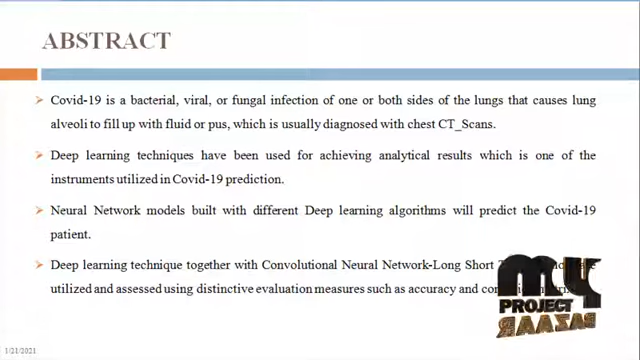 ABSTRACT
Covid-19 is a bacterial, viral, or fungal infection of one or both sides of the lungs that causes lung
alveoli to fill up with fluid or pus, which is usually diagnosed with chest CT_Scans.
Deep learning techniques have been used for achieving analytical results which is one of the
instruments utilized in Covid-19 prediction.
Neural Network models built with different Deep learning algorithms will predict the Covid-19
patient.
Deep learning technique together with Convolutional Neural Network-Long Short
utilized and assessed using distinctive evaluation measures such as accuracy and
MY
PROJECT
BAZAAR
1/21/2021